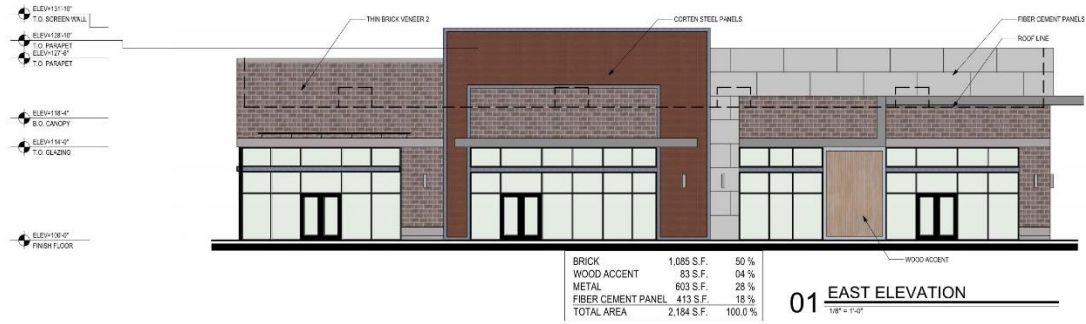 ELEV=131'-10"
T.O. SCREEN WALL
ELEV=128'-10"
T.O. PARAPET
ELEV=127'-6"
T.O. PARAPET
ELEV=118'-4"
B.O. CANOPY
ELEV=114'-0"
T.O. GLAZING
ELEV=100'-0"
FINISH FLOOR
THIN BRICK VENEER 2
CORTEN STEEL PANELS
FIBER CEMENT PANELS
ROOF LINE
WOOD ACCENT
BRICK 1,085 S.F. 50 %
WOOD ACCENT 83 S.F. 04 %
METAL 603 S.F. 28 %
FIBER CEMENT PANEL 413 S.F. 18 %
TOTAL AREA 2,184 S.F. 100.0 %
01 EAST ELEVATION
1/8" = 1'-0"